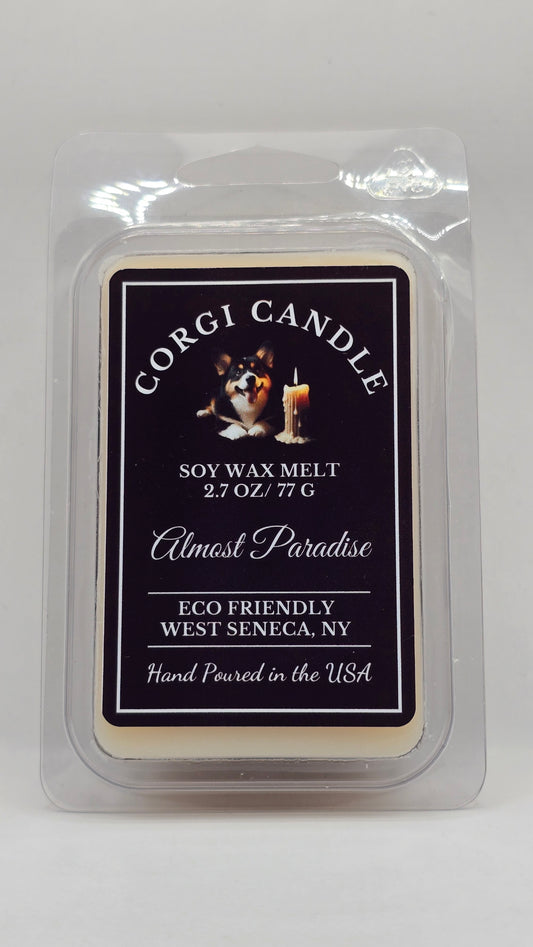 CORGI CANDLE
SOY WAX MELT
2.7 OZ/ 77 G
Almost Paradise
ECO FRIENDLY
WEST SENECA, NY
Hand Poured in the USA